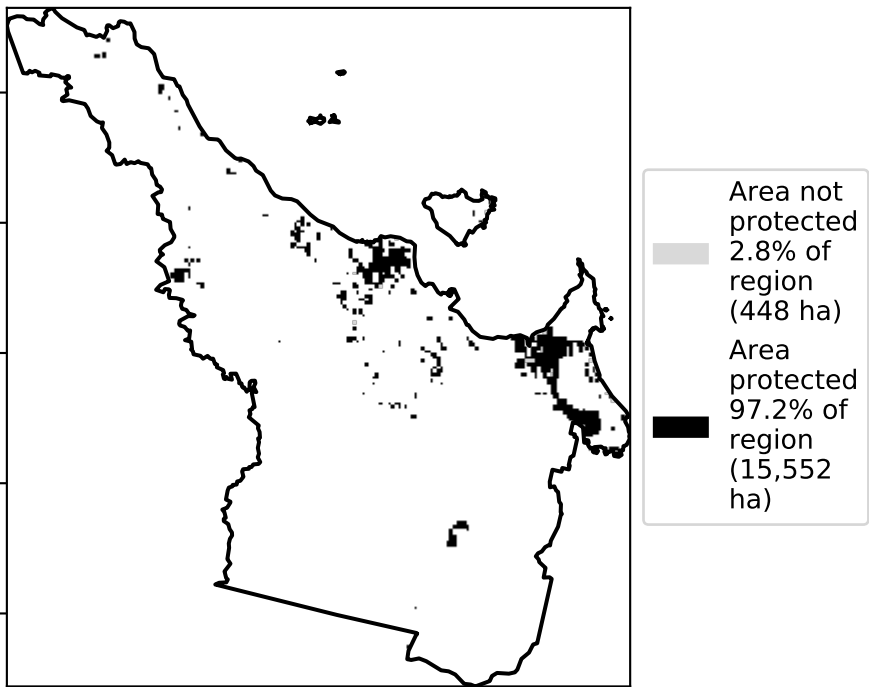 Area not
protected
2.8% of
region
(448 ha)
Area
protected
97.2% of
region
(15,552
ha)